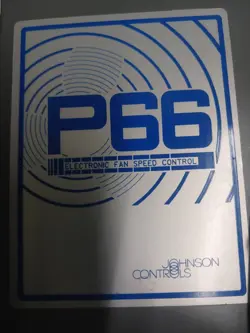 P66
ELECTRONIC FAN SPEED CONTROL
JOHNSON
CONTROLS